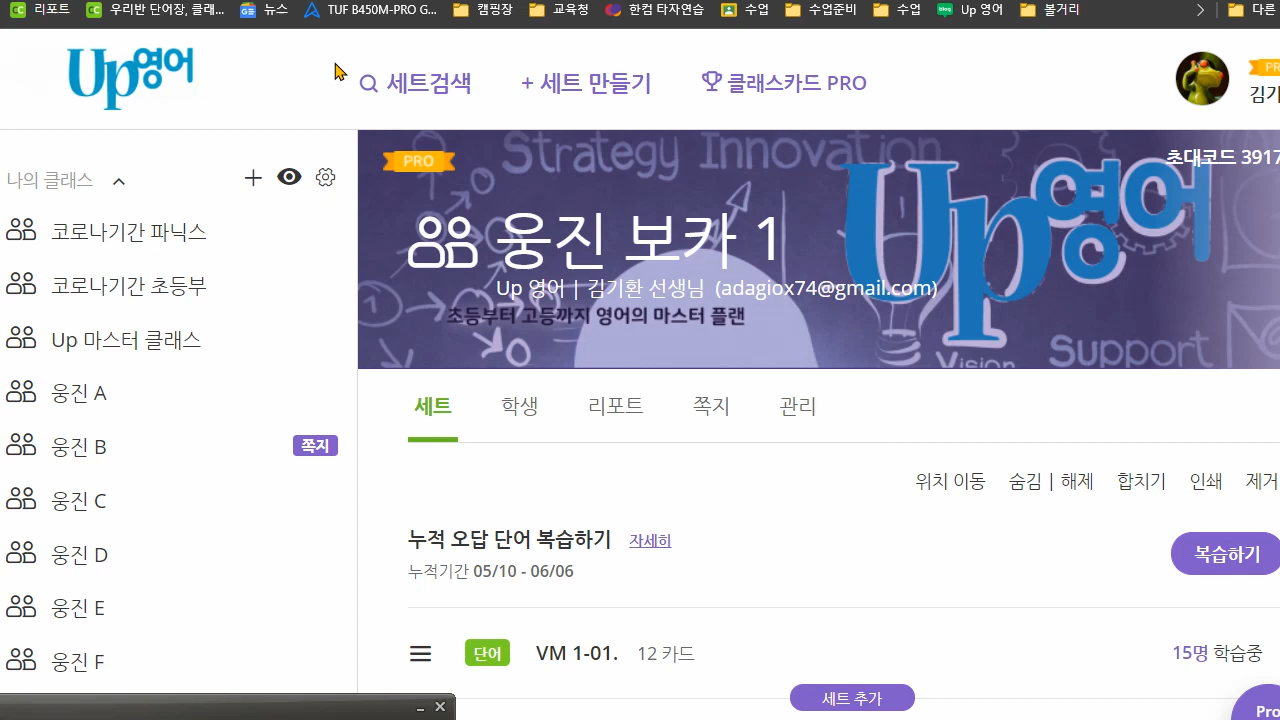 리포트
우리반 단어장, 클래...
뉴스
TUF B450M-PRO G...
캠핑장
교육청
한컴 타자연습
수업
수업준비
수업
Up 영어
볼거리
다른
Up영어
세트검색
+ 세트 만들기
클래스카드 PRO
PR
김기
나의 클래스
코로나기간 파닉스
코로나기간 초등부
Up 마스터 클래스
웅진 A
웅진 B
쪽지
웅진 C
웅진 D
웅진 E
웅진 F
PRO
Strategy Innovation
초대코드 3917
웅진 보카 1
Up영어
Up 영어 | 김기환 선생님 (adagiox74@gmail.com)
초등부터 고등까지 영어의 마스터 플랜
Vision
Support
세트
학생
리포트
쪽지
관리
위치 이동
숨김 | 해제
합치기
인쇄
제거
누적 오답 단어 복습하기
자세히
누적기간 05/10 - 06/06
복습하기
단어
VM 1-01.
12 카드
15명 학습중
세트 추가
Pro